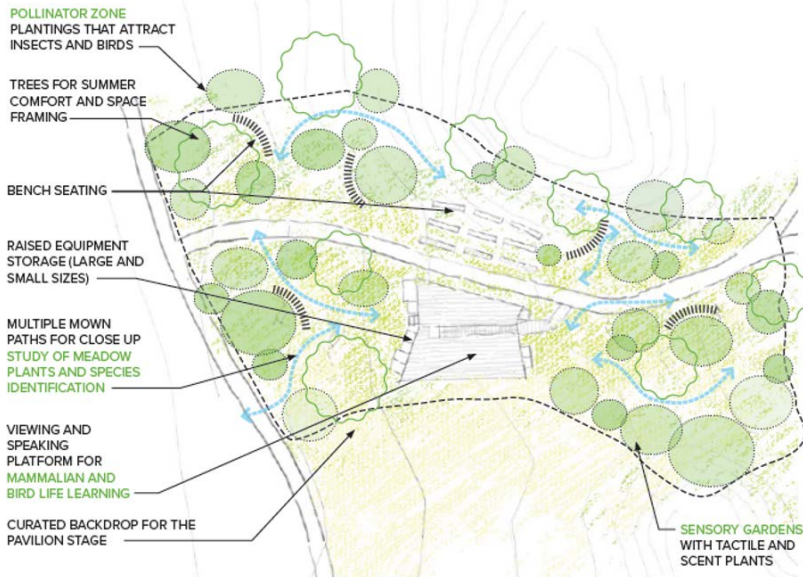 POLLINATOR ZONE
PLANTINGS THAT ATTRACT
INSECTS AND BIRDS
TREES FOR SUMMER
COMFORT AND SPACE
FRAMING
BENCH SEATING
RAISED EQUIPMENT
STORAGE (LARGE AND
SMALL SIZES)
MULTIPLE MOWN
PATHS FOR CLOSE UP
STUDY OF MEADOW
PLANTS AND SPECIES
IDENTIFICATION
VIEWING AND
SPEAKING
PLATFORM FOR
MAMMALIAN AND
BIRD LIFE LEARNING
CURATED BACKDROP FOR THE
PAVILION STAGE
SENSORY GARDENS
WITH TACTILE AND
SCENT PLANTS